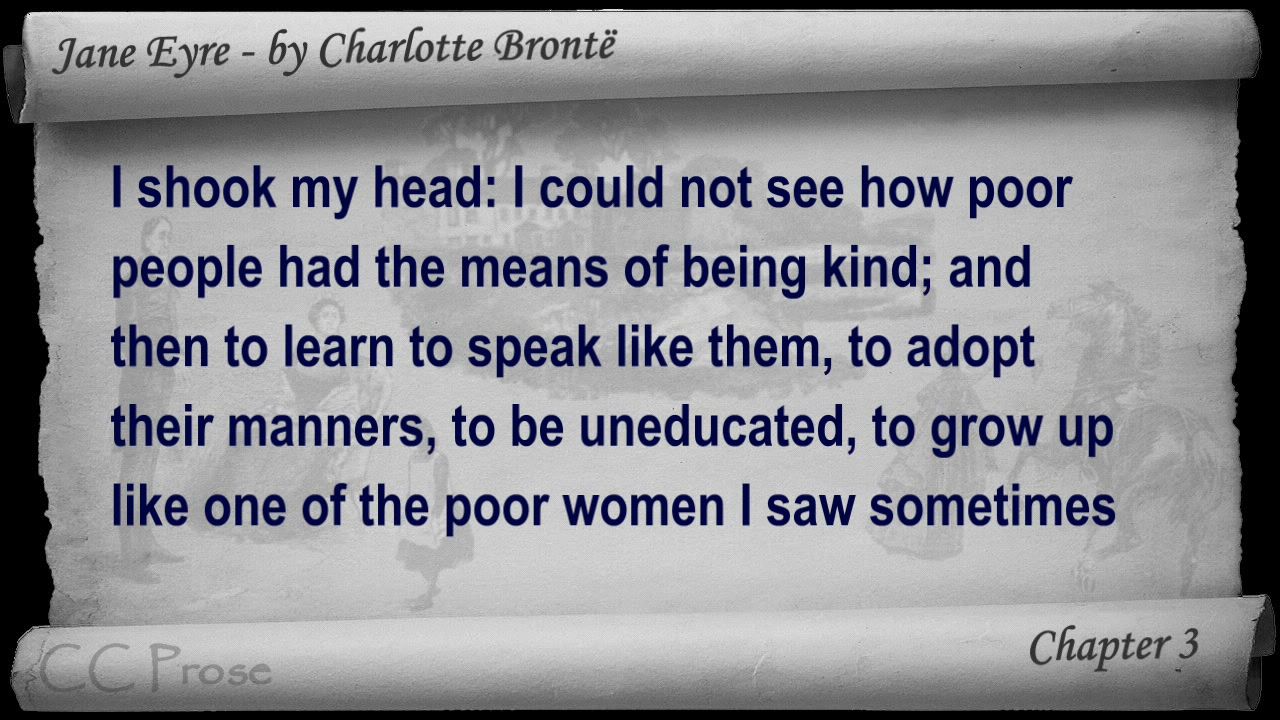 Jane Eyre - by Charlotte Brontë
I shook my head: I could not see how poor
people had the means of being kind; and
then to learn to speak like them, to adopt
their manners, to be uneducated, to grow up
like one of the poor women I saw sometimes
Chapter 3
CC Prose